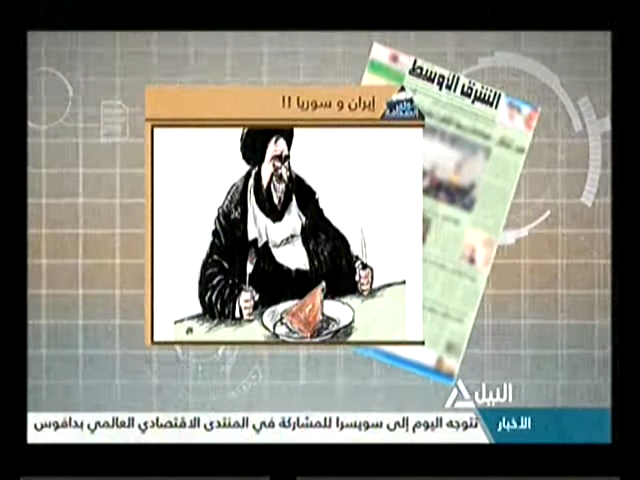 الشرق الأوسط
إيران و سوريا !!
النيل
الأخبار
تتوجه اليوم إلى سويسرا للمشاركة في المنتدى الاقتصادي العالمي بدافوس